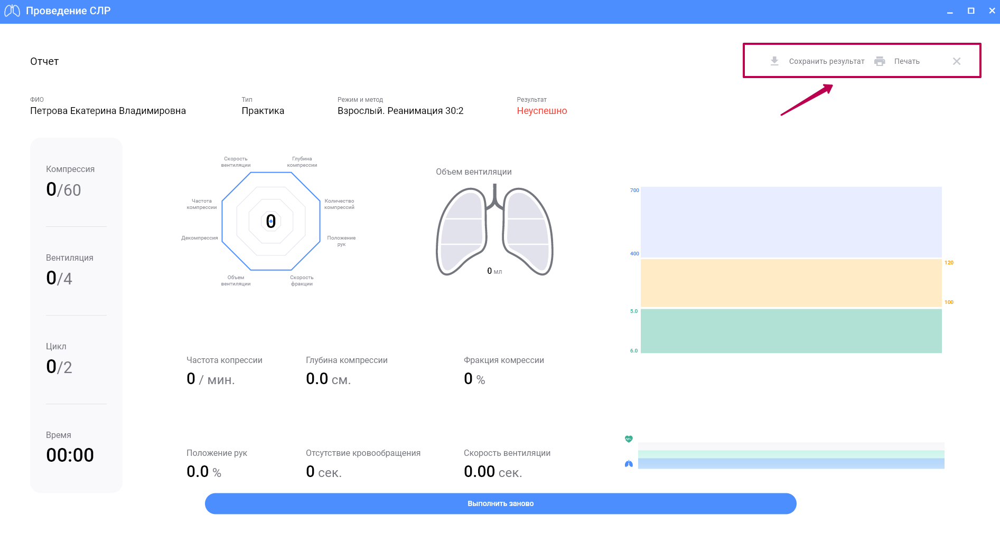 Проведение СЛР
Отчет
Сохранить результат
Печать
ФИО
Петрова Екатерина Владимировна
Тип
Практика
Режим и метод
Взрослый. Реанимация 30:2
Результат
Неуспешно
Компрессия
0/60
Вентиляция
0/4
Цикл
0/2
Время
00:00
Скорость
вентиляции
Глубина
компрессии
Частота
компрессии
Количество
компрессий
0
Декомпрессия
Положение
рук
Объем
вентиляции
Скорость
фракции
Объем вентиляции
0 мл
700
400
120
100
5.0
6.0
Частота копрессии
0 / мин.
Глубина компрессии
0.0 см.
Фракция комрессии
0 %
Положение рук
0.0 %
Отсутствие кровообращения
0 сек.
Скорость вентиляции
0.00 сек.
Выполнить заново